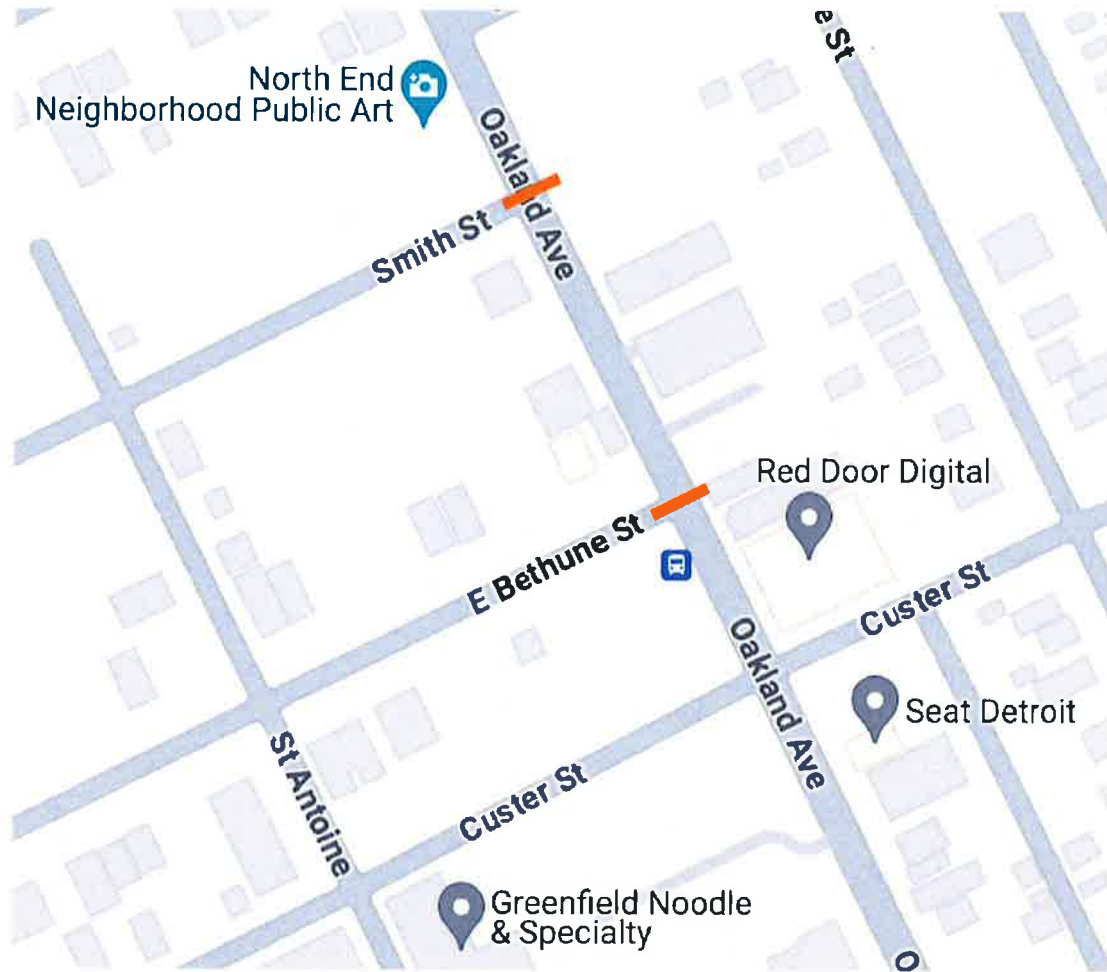 e St
North End
Neighborhood Public Art
Oakland Ave
Smith St
Red Door Digital
E Bethune St
Custer St
Oakland Ave
Seat Detroit
St Antoine
Custer St
Greenfield Noodle
& Specialty
O